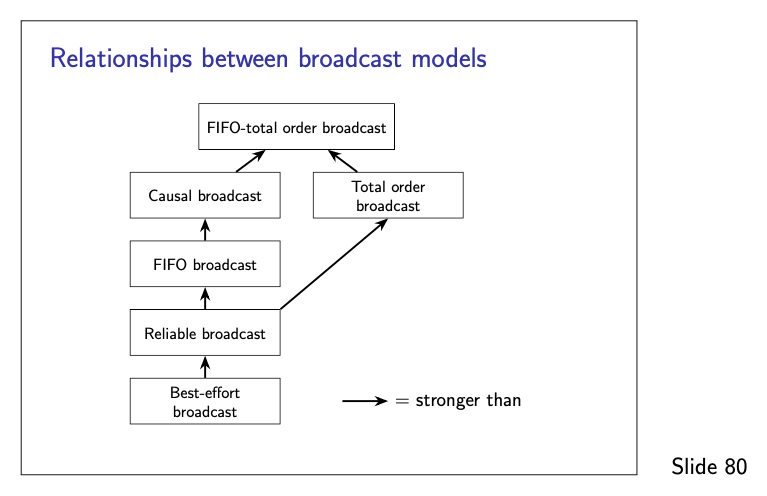 Relationships between broadcast models
FIFO-total order broadcast
Causal broadcast
Total order
broadcast
FIFO broadcast
Reliable broadcast
Best-effort
broadcast
= stronger than
Slide 80